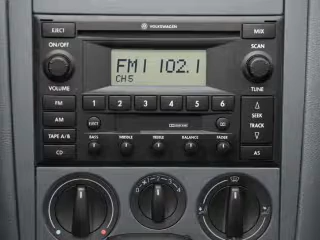 EJECT
VOLKSWAGEN
MIX
ON/OFF
SCAN
FM1 102.1
CH5
VOLUME
TUNE
FM
1 2 3 4 5 6
AM
SEEK
TRACK
TAPE A/B
BASS MIDDLE TREBLE BALANCE FADER
CD
AS